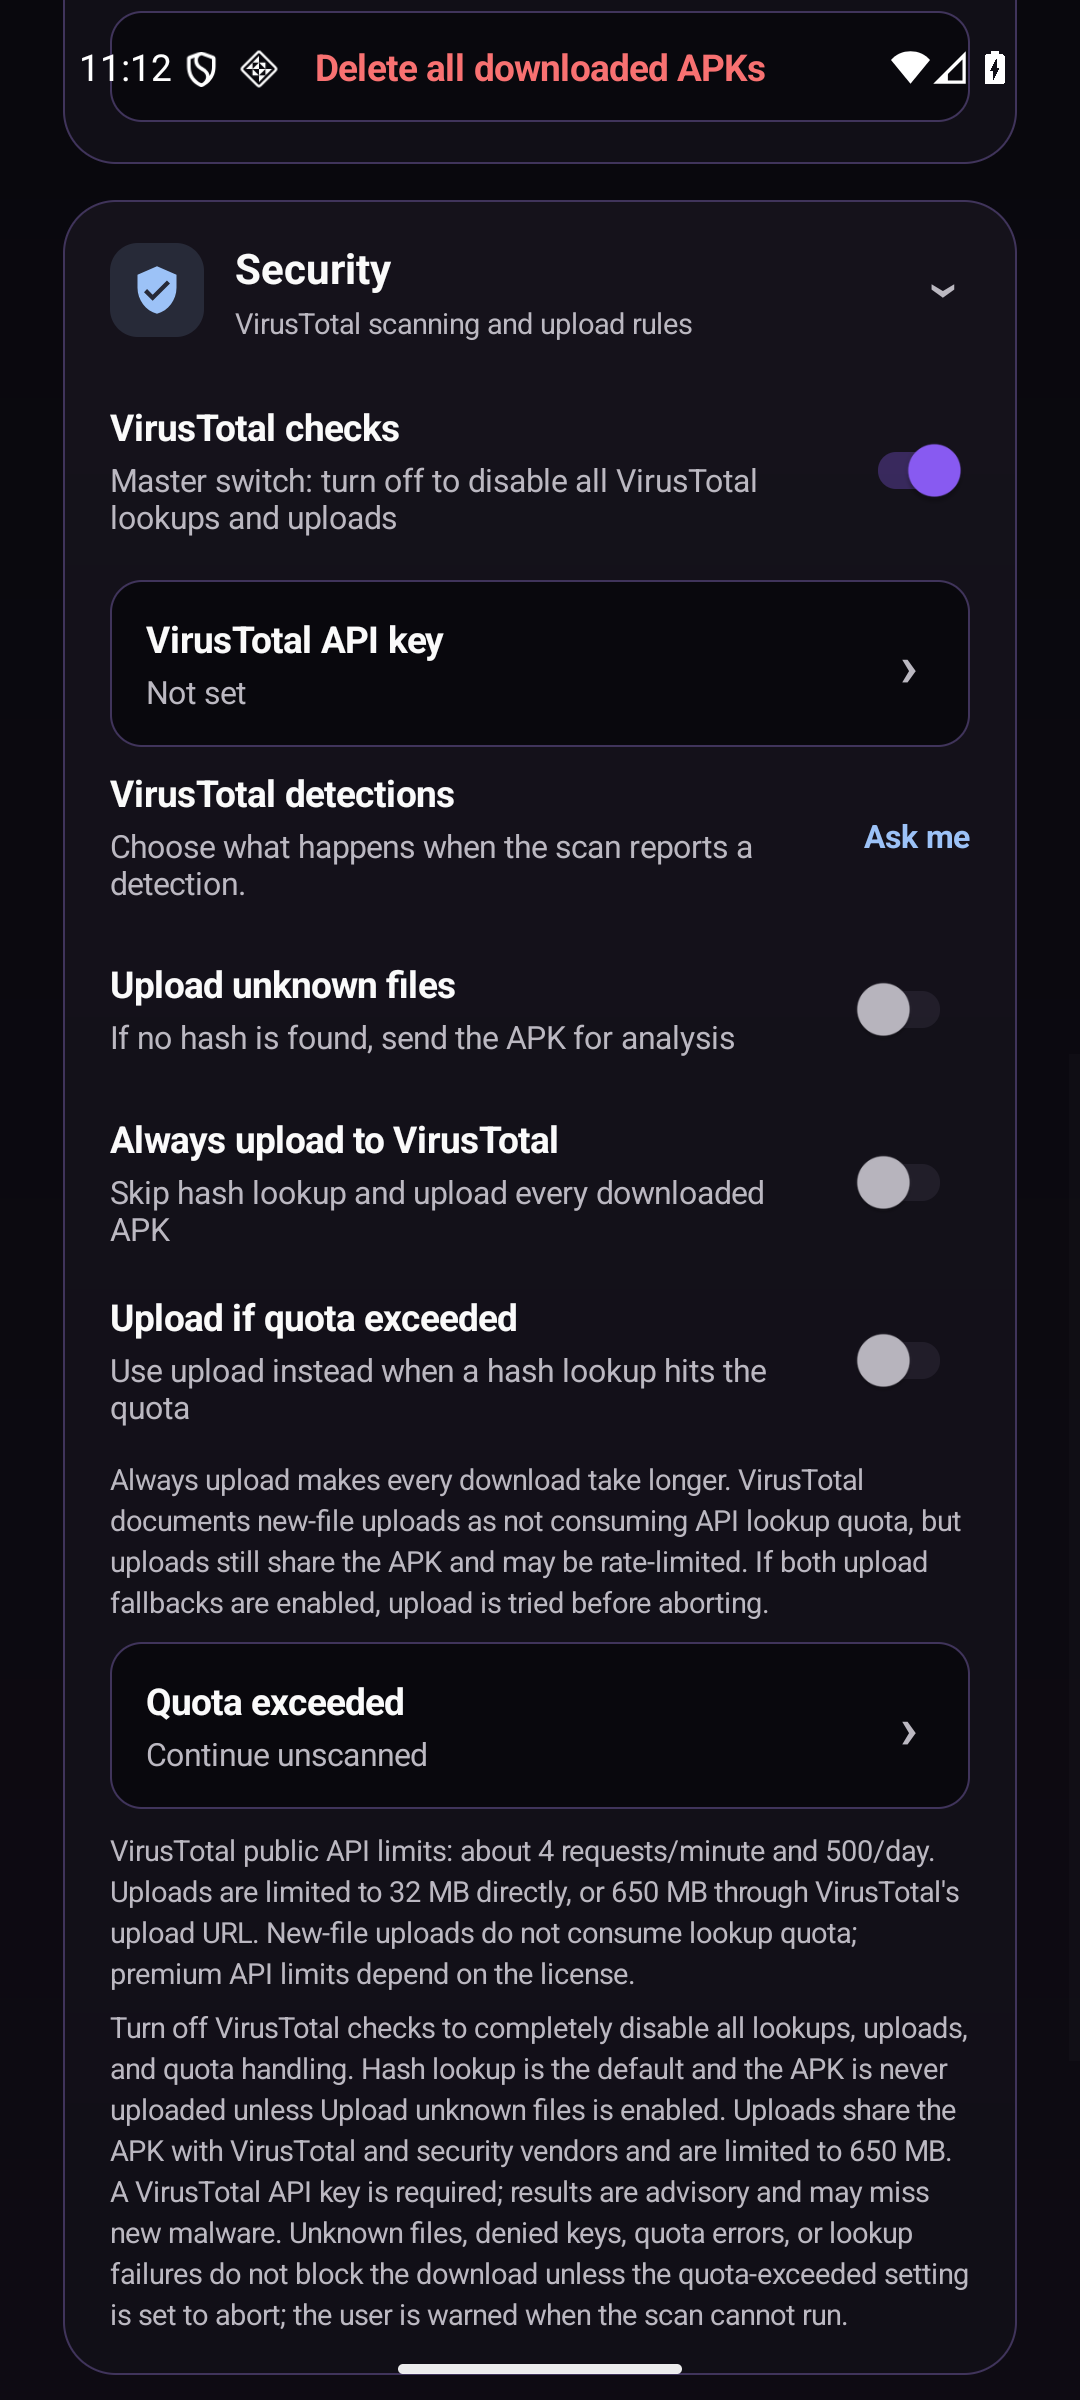 11:12
Delete all downloaded APKs
Security
VirusTotal scanning and upload rules
VirusTotal checks
Master switch: turn off to disable all VirusTotal
lookups and uploads
VirusTotal API key
Not set
VirusTotal detections
Choose what happens when the scan reports a
detection.
Ask me
Upload unknown files
If no hash is found, send the APK for analysis
Always upload to VirusTotal
Skip hash lookup and upload every downloaded
APK
Upload if quota exceeded
Use upload instead when a hash lookup hits the
quota
Always upload makes every download take longer. VirusTotal
documents new-file uploads as not consuming API lookup quota, but
uploads still share the APK and may be rate-limited. If both upload
fallbacks are enabled, upload is tried before aborting.
Quota exceeded
Continue unscanned
VirusTotal public API limits: about 4 requests/minute and 500/day.
Uploads are limited to 32 MB directly, or 650 MB through VirusTotal's
upload URL. New-file uploads do not consume lookup quota;
premium API limits depend on the license.
Turn off VirusTotal checks to completely disable all lookups, uploads,
and quota handling. Hash lookup is the default and the APK is never
uploaded unless Upload unknown files is enabled. Uploads share the
APK with VirusTotal and security vendors and are limited to 650 MB.
A VirusTotal API key is required; results are advisory and may miss
new malware. Unknown files, denied keys, quota errors, or lookup
failures do not block the download unless the quota-exceeded setting
is set to abort; the user is warned when the scan cannot run.